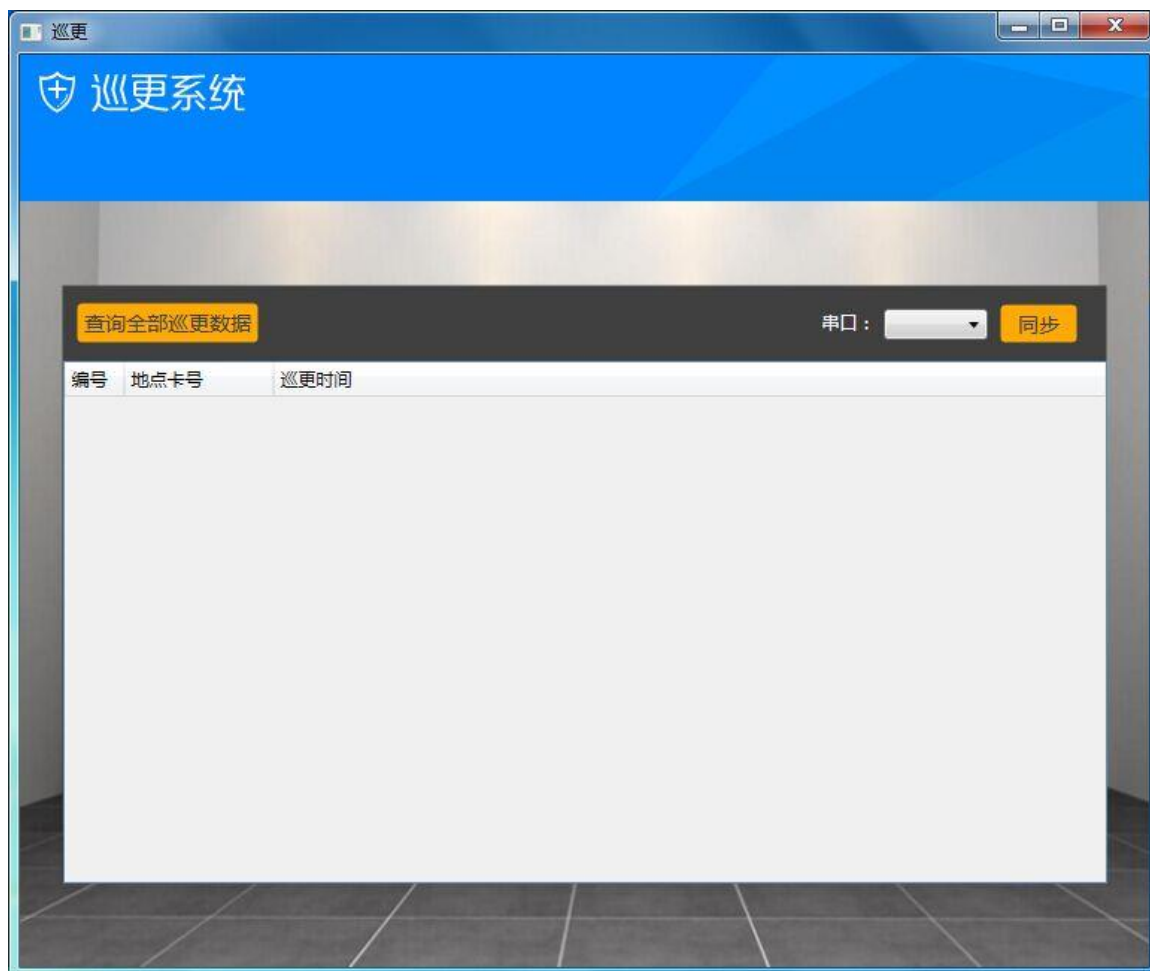 巡更
巡更系统
查询全部巡更数据
串口：
同步
编号 地点卡号 巡更时间